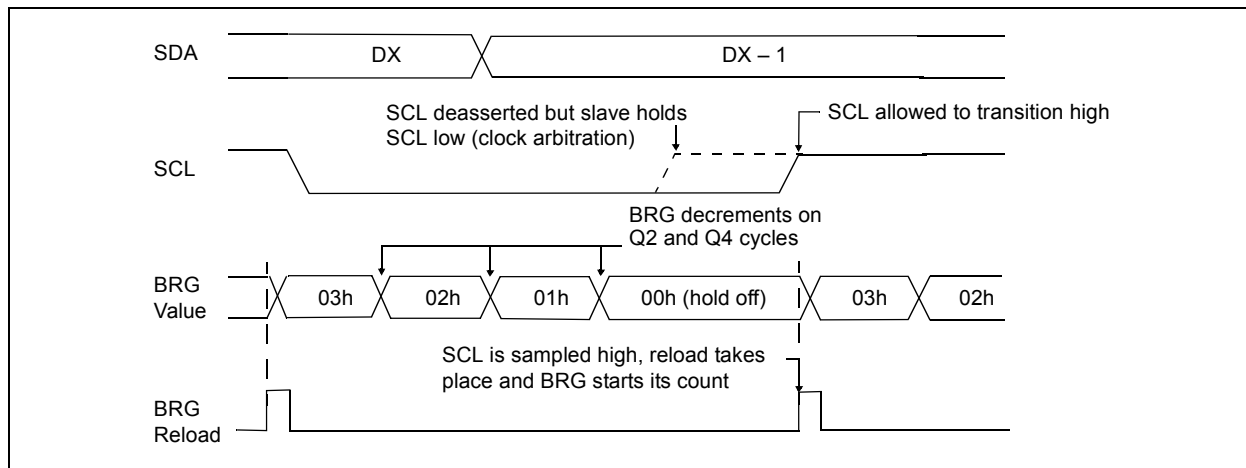 SDA
DX
DX – 1
SCL deasserted but slave holds
SCL low (clock arbitration)
SCL allowed to transition high
SCL
BRG decrements on
Q2 and Q4 cycles
BRG
Value
03h
02h
01h
00h (hold off)
03h
02h
SCL is sampled high, reload takes
place and BRG starts its count
BRG
Reload